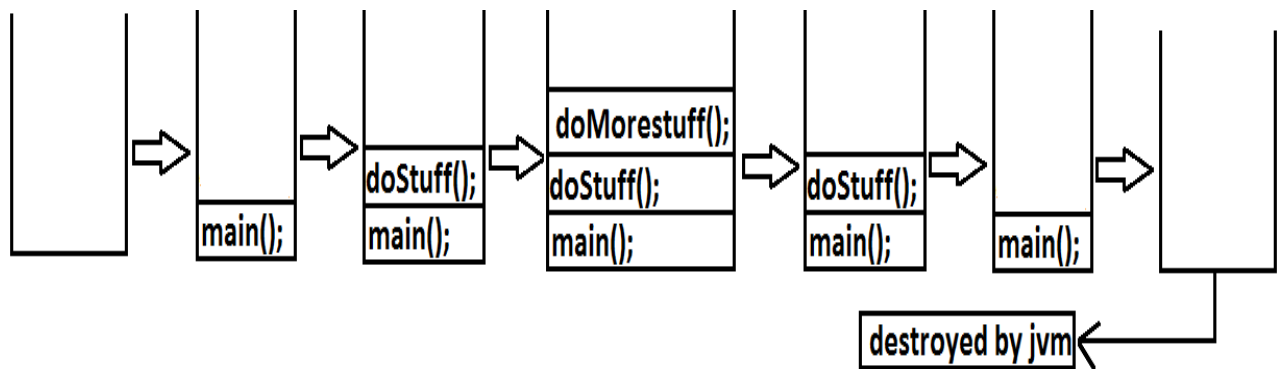 main();
doStuff();
main();
doMorestuff();
doStuff();
main();
doStuff();
main();
main();
destroyed by jvm